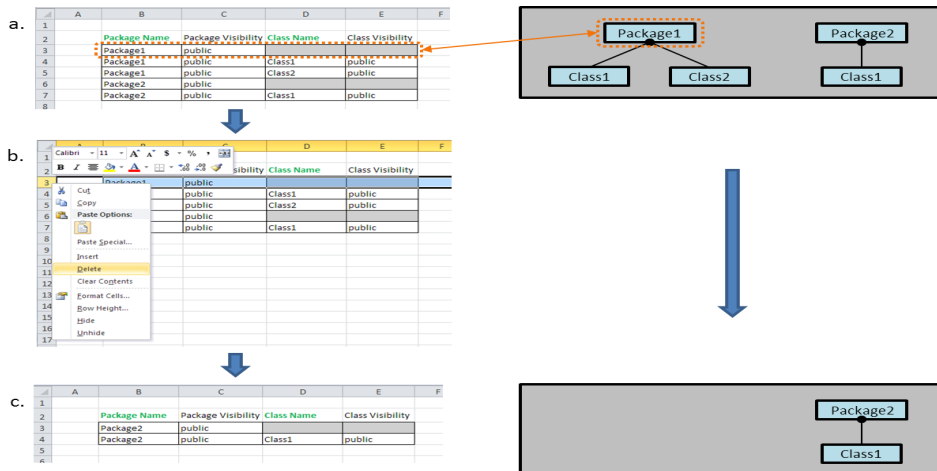 a.
A B C D E F
1
2 Package Name Package Visibility Class Name Class Visibility
3 Package1 public
4 Package1 public Class1 public
5 Package1 public Class2 public
6 Package2 public
7 Package2 public Class1 public
8
Package1 Package2
Class1 Class2 Class1
b.
Calibri 11 A A $ % , F
1
B I A
2 sibility Class Name Class Visibility
3 Package1 public
4 public Class1 public
5 public Class2 public
6 public
7 public Class1 public
8
9
10
11
12
13
14
15
16
17
Cut
Copy
Paste Options:
Paste Special...
Insert
Delete
Clear Contents
Format Cells...
Row Height...
Hide
Unhide
c.
A B C D E F
1
2 Package Name Package Visibility Class Name Class Visibility
3 Package2 public
4 Package2 public Class1 public
5
Package2
Class1